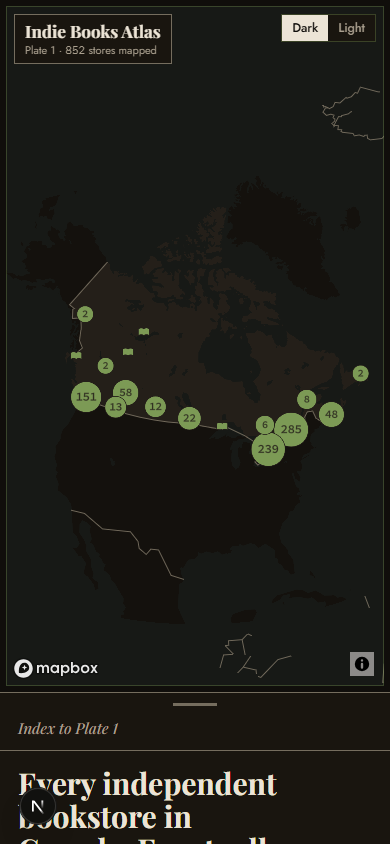 Indie Books Atlas
Plate 1 · 852 stores mapped
Dark Light
2
2
2
151
58
13
12
22
8
48
6
285
239
mapbox
Index to Plate 1
Every independent
N
bookstore in